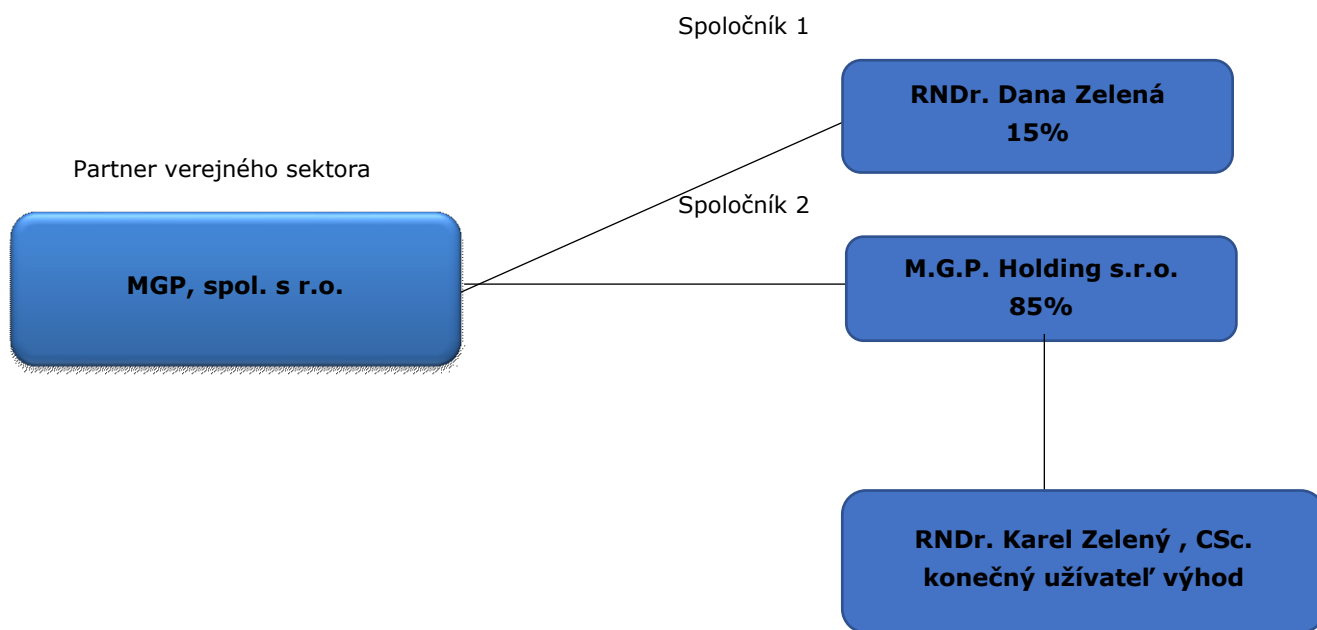 Spoločník 1
RNDr. Dana Zelená
15%
Partner verejného sektora
Spoločník 2
MGP, spol. s r.o.
M.G.P. Holding s.r.o.
85%
RNDr. Karel Zelený , CSc.
konečný užívateľ výhod